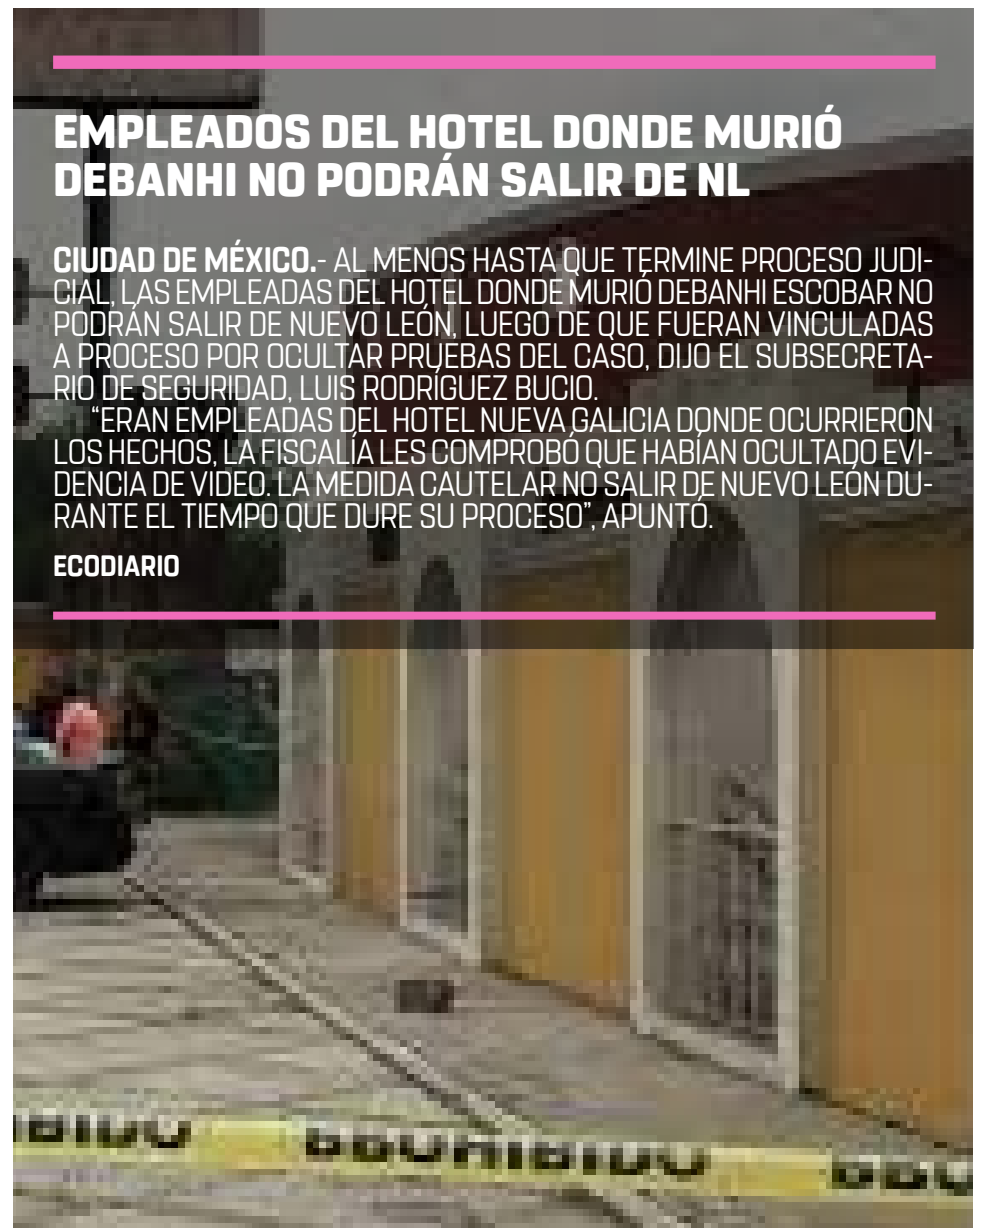 EMPLEADOS DEL HOTEL DONDE MURIÓ
DEBANHI NO PODRÁN SALIR DE NL
CIUDAD DE MÉXICO.- AL MENOS HASTA QUE TERMINE PROCESO JUDI-
CIAL, LAS EMPLEADAS DEL HOTEL DONDE MURIÓ DEBANHI ESCOBAR NO
PODRÁN SALIR DE NUEVO LEÓN, LUEGO DE QUE FUERAN VINCULADAS
A PROCESO POR OCULTAR PRUEBAS DEL CASO, DIJO EL SUBSECRETA-
RIO DE SEGURIDAD, LUIS RODRÍGUEZ BUCIO.
“ERAN EMPLEADAS DEL HOTEL NUEVA GALICIA DONDE OCURRIERON
LOS HECHOS, LA FISCALÍA LES COMPROBÓ QUE HABÍAN OCULTADO EVI-
DENCIA DE VIDEO. LA MEDIDA CAUTELAR NO SALIR DE NUEVO LEÓN DU-
RANTE EL TIEMPO QUE DURE SU PROCESO”, APUNTÓ.
ECODIARIO